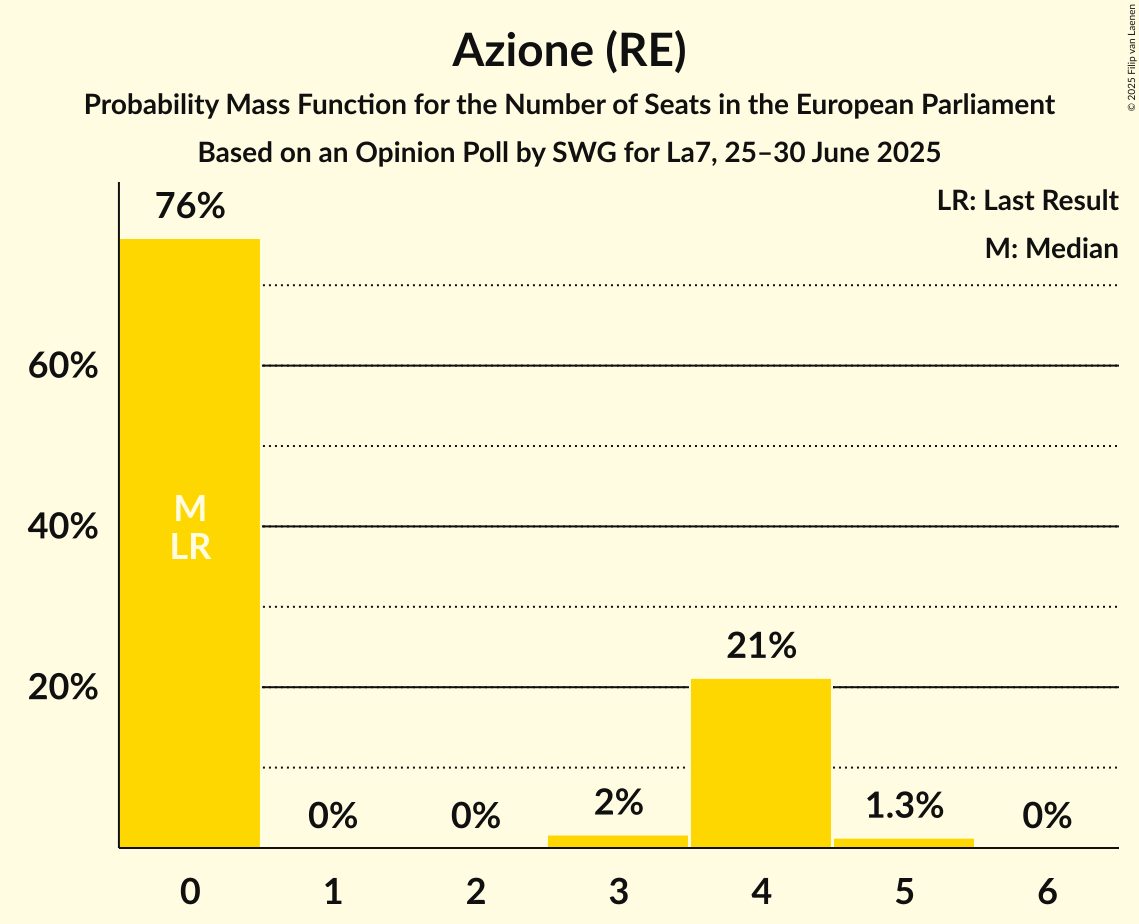 Azione (RE)
Probability Mass Function for the Number of Seats in the European Parliament
Based on an Opinion Poll by SWG for La7, 25–30 June 2025
© 2025 Filip van Laenen
LR: Last Result
M: Median
76%
60%
40%
20%
M
LR
0%
0%
2%
21%
1.3%
0%
0
1
2
3
4
5
6